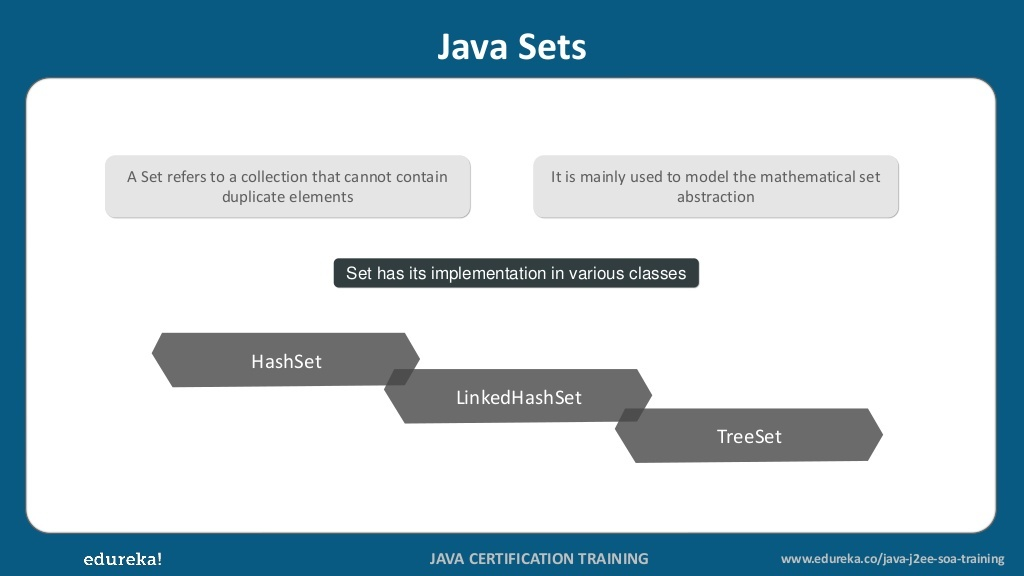 Java Sets
A Set refers to a collection that cannot contain
duplicate elements
It is mainly used to model the mathematical set
abstraction
Set has its implementation in various classes
HashSet
LinkedHashSet
TreeSet
edureka!
JAVA CERTIFICATION TRAINING
www.edureka.co/java-j2ee-soa-training